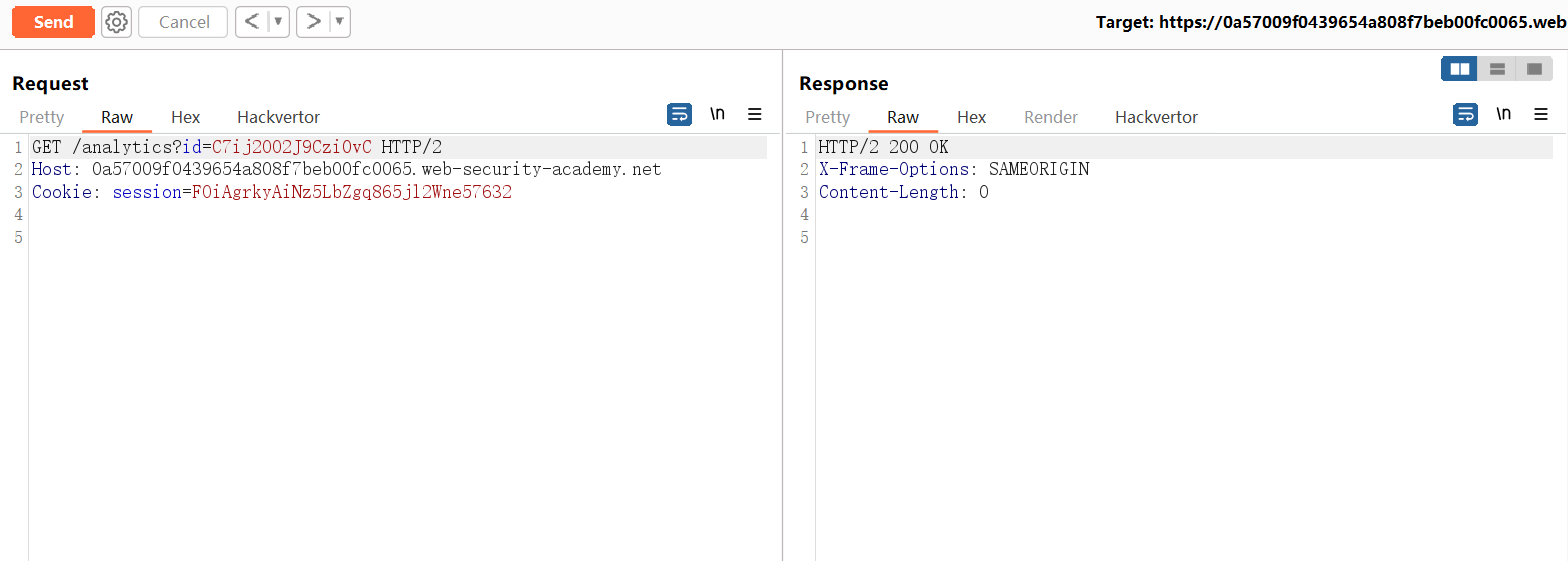 Send Cancel < > Target: https://0a57009f0439654a808f7beb00fc0065.web
Request
Pretty Raw Hex Hackvertor \n
1 GET /analytics?id=C7ij2O02J9CziOvC HTTP/2
2 Host: 0a57009f0439654a808f7beb00fc0065.web-security-academy.net
3 Cookie: session=FOiAgrkyAiNz5LbZgq865jl2Wne57632
4
5
Response
Pretty Raw Hex Render Hackvertor \n
1 HTTP/2 200 OK
2 X-Frame-Options: SAMEORIGIN
3 Content-Length: 0
4
5